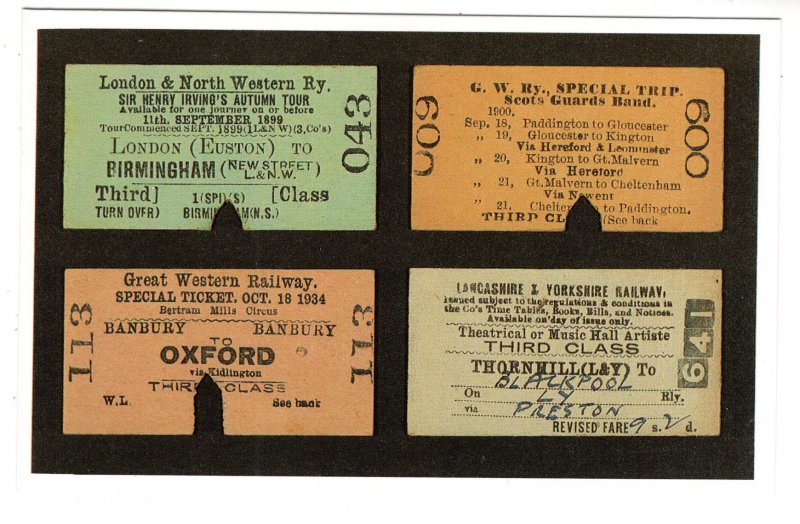 London & North Western Ry.
SIR HENRY IRVING'S AUTUMN TOUR
Available for one journey on or before
11th. SEPTEMBER 1899
Tour Commenced SEPT. 1899 (L & N W) (3, Co's)
LONDON (EUSTON) TO
BIRMINGHAM (NEW STREET) L.& N.W.
Third] 1(SP)(S) [Class
TURN OVER) BIRM M(N.S.)
043
G. W. Ry., SPECIAL TRIP.
Scots Guards Band.
1900.
Sep. 18, Paddington to Gloucester
„ 19, Gloucester to Kington
Via Hereford & Leominster
„ 20, Kington to Gt. Malvern
Via Hereford
„ 21, Gt. Malvern to Cheltenham
Via Newent
„ 21, Chelte to Paddington.
THIRD CL (See back
009
009
Great Western Railway.
SPECIAL TICKET. OCT. 18 1934
Bertram Mills Circus
BANBURY BANBURY
TO
OXFORD
via Kidlington
THIRD CLASS
W.L. See back
113
113
LANCASHIRE & YORKSHIRE RAILWAY,
Issued subject to the regulations & conditions in
the Co's Time Tables, Books, Bills, and Notices.
Available on day of issue only.
Theatrical or Music Hall Artiste
THIRD CLASS
THORNHILL (L&Y) To
BLACKPOOL
On LY Rly.
via PRESTON
REVISED FARE 9 s. 2 d.
641